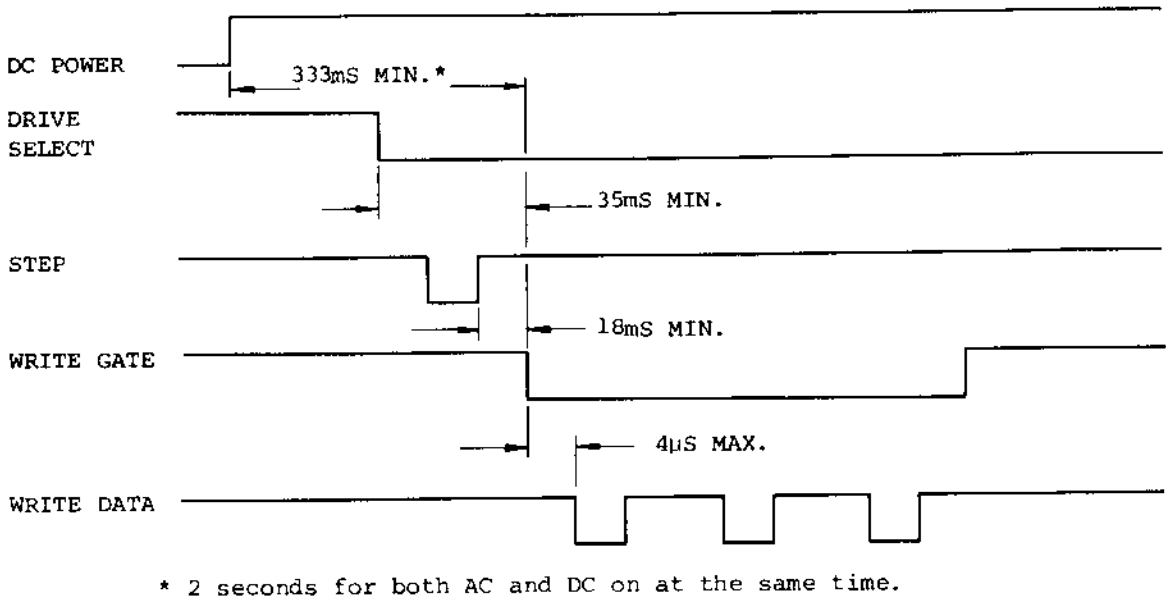 DC POWER
333mS MIN.*
DRIVE
SELECT
35mS MIN.
STEP
18mS MIN.
WRITE GATE
4µS MAX.
WRITE DATA
* 2 seconds for both AC and DC on at the same time.